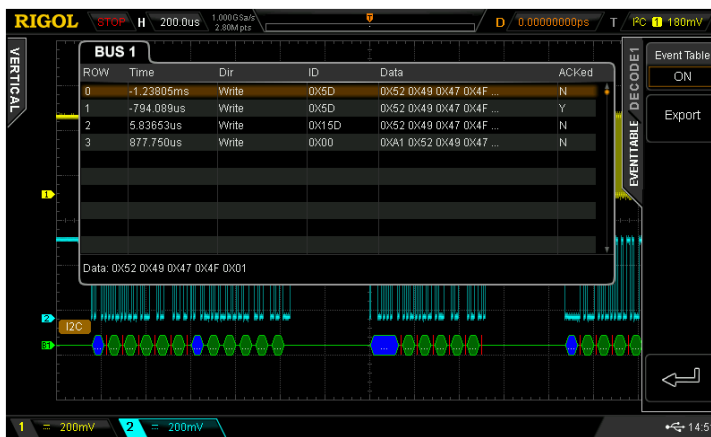 RIGOL STOP H 200.0us 1.000GSa/s 2.80Mpts D 0.00000000ps T I²C 1 180mV
VERTICAL
BUS 1
ROW Time Dir ID Data ACKed
0 -1.23805ms Write 0X5D 0X52 0X49 0X47 0X4F ... N
1 -794.089us Write 0X5D 0X52 0X49 0X47 0X4F ... Y
2 5.83653us Write 0X15D 0X52 0X49 0X47 0X4F ... N
3 877.750us Write 0X00 0XA1 0X52 0X49 0X47 ... N
Data: 0X52 0X49 0X47 0X4F 0X01
DECODE1
EVENTTABLE
Event Table
ON
Export
1
2
I2C
B1
1 = 200mV 2 = 200mV